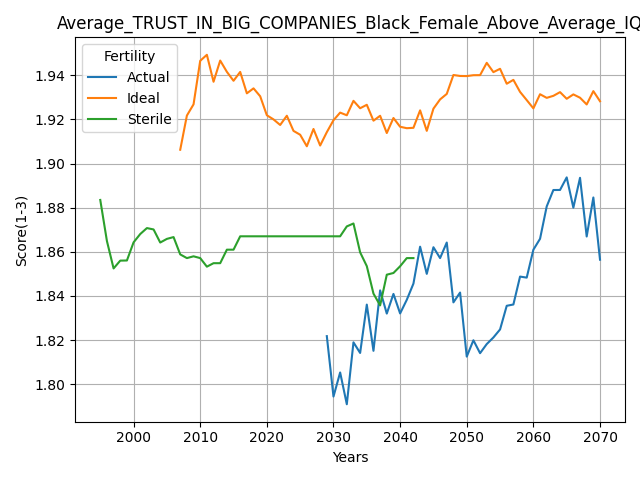 Average_TRUST_IN_BIG_COMPANIES_Black_Female_Above_Average_IQ
Fertility
Actual
Ideal
Sterile
1.94
1.92
1.90
1.88
1.86
1.84
1.82
1.80
Score(1-3)
2000 2010 2020 2030 2040 2050 2060 2070
Years